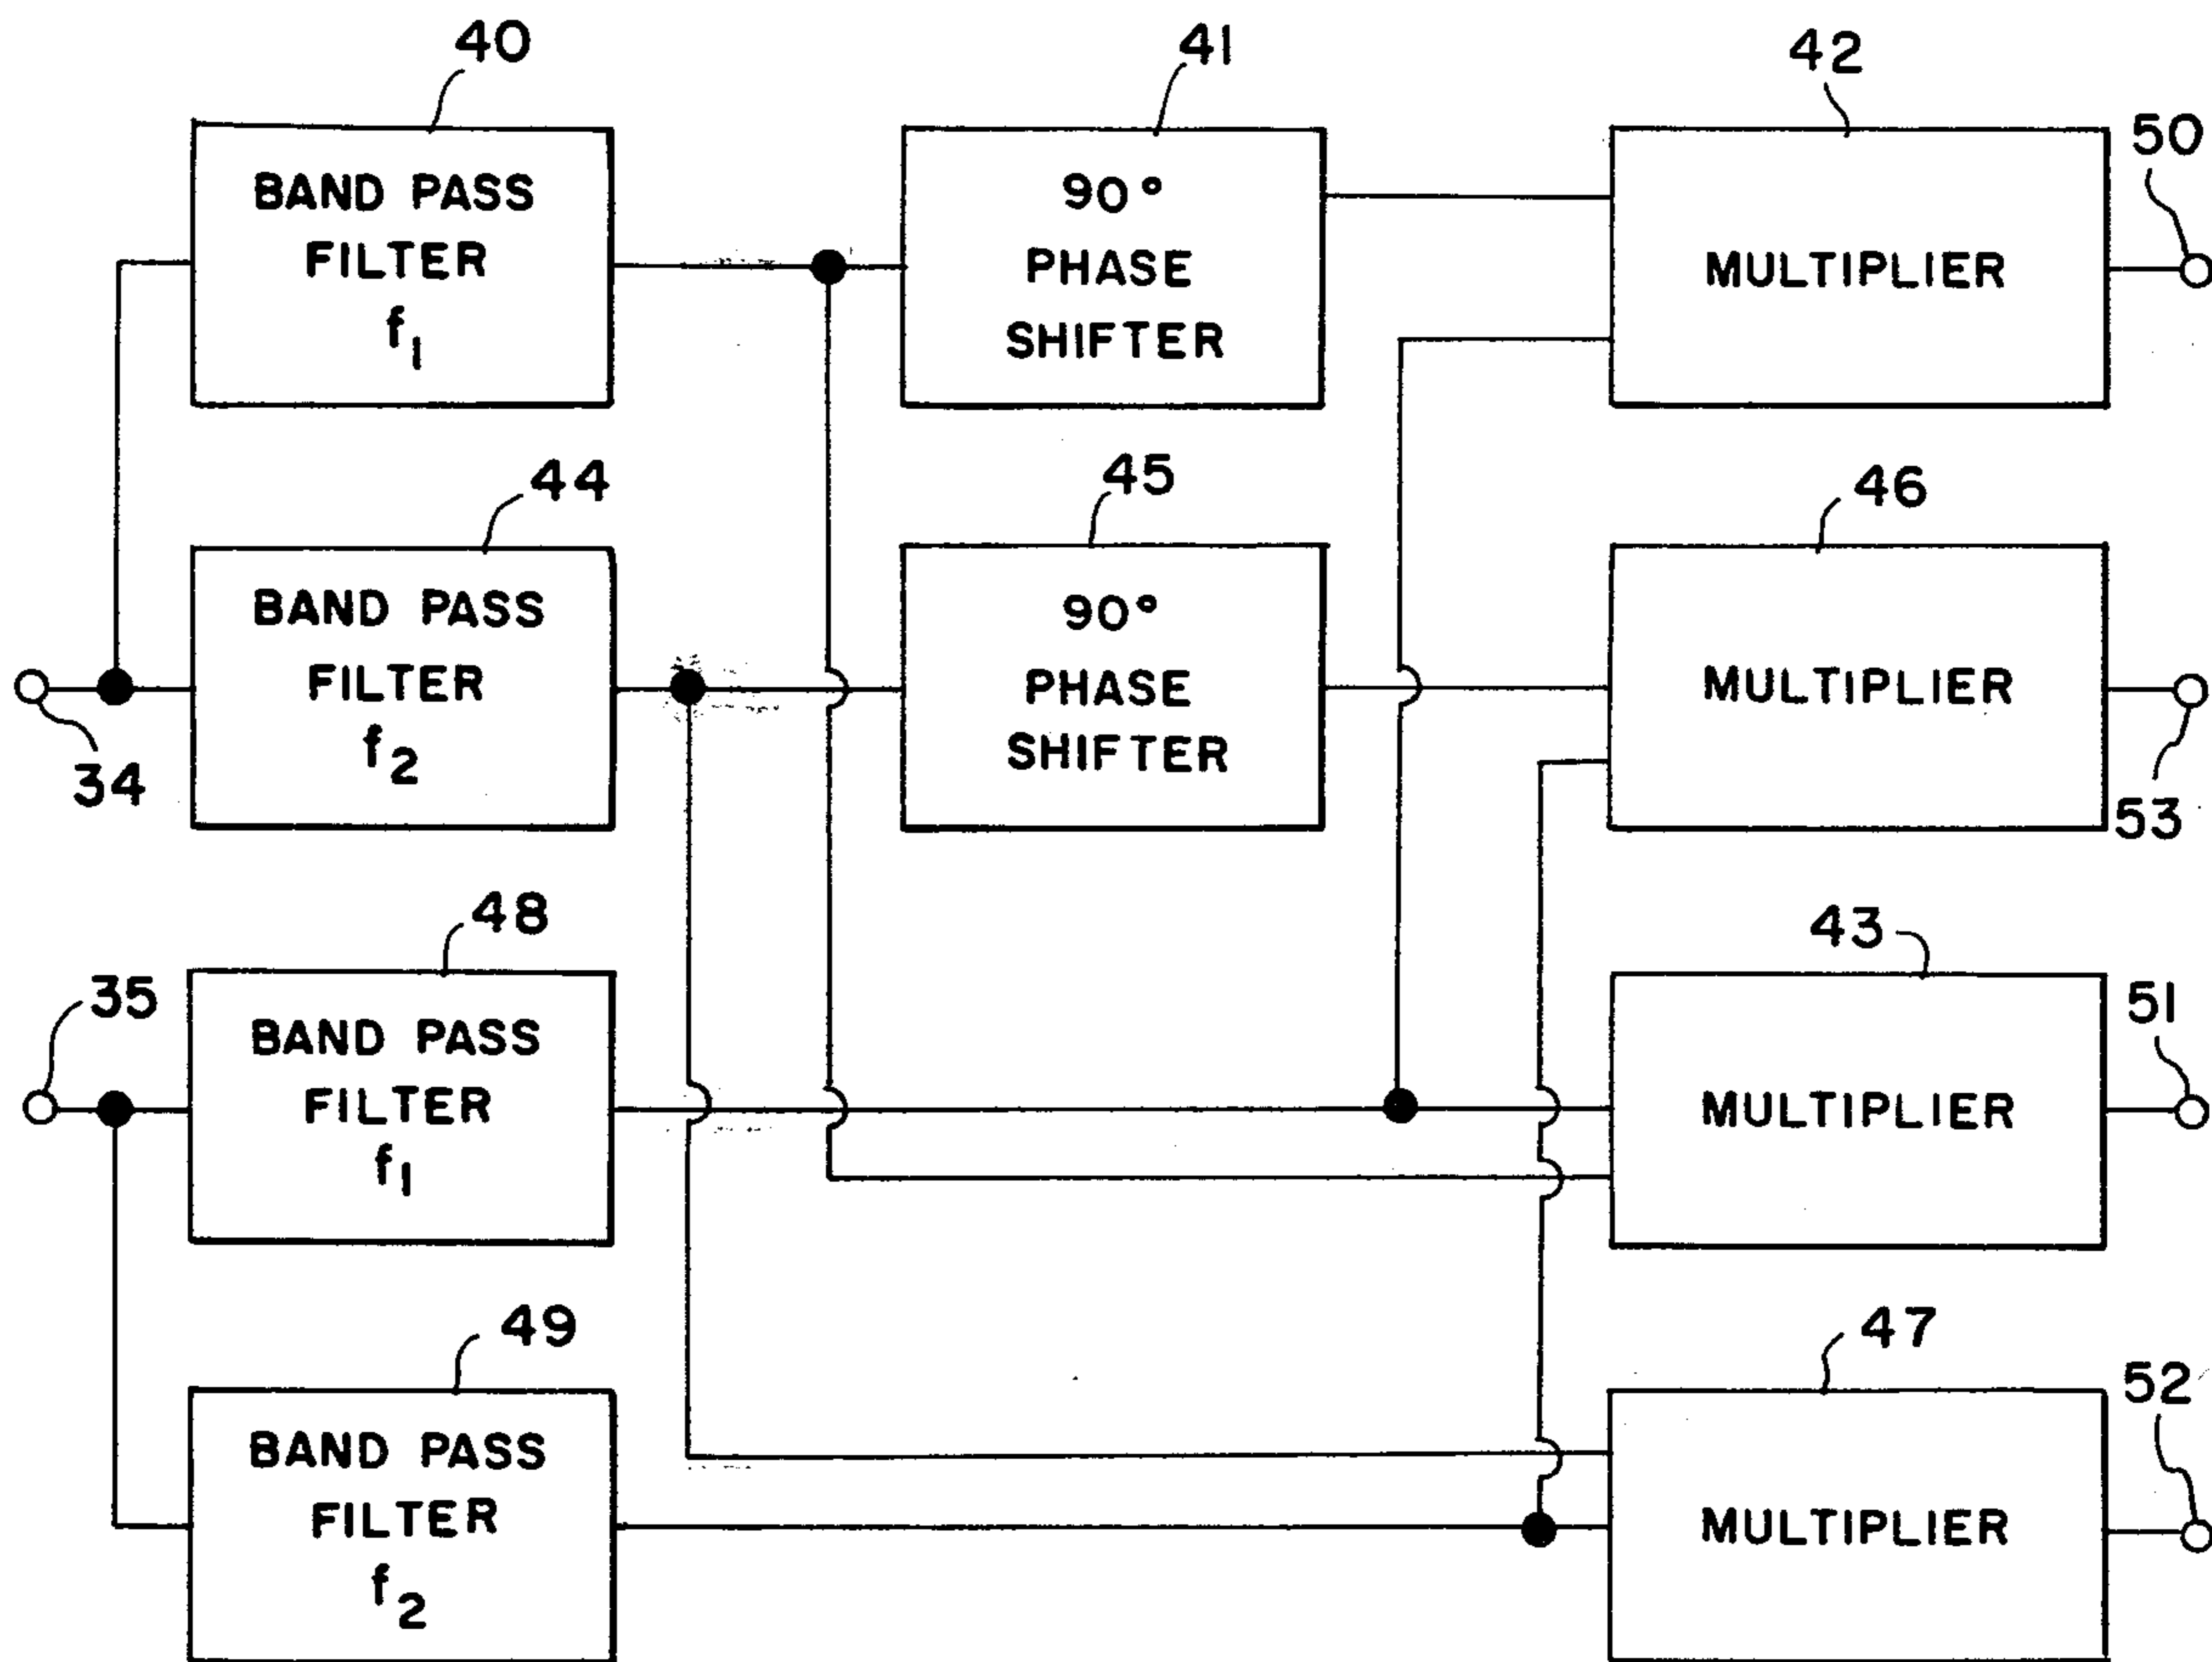 40
41
42
50
BAND PASS
FILTER
f₁
90°
PHASE
SHIFTER
MULTIPLIER
44
45
46
34
BAND PASS
FILTER
f₂
90°
PHASE
SHIFTER
MULTIPLIER
53
48
43
35
51
BAND PASS
FILTER
f₁
MULTIPLIER
49
47
52
BAND PASS
FILTER
f₂
MULTIPLIER